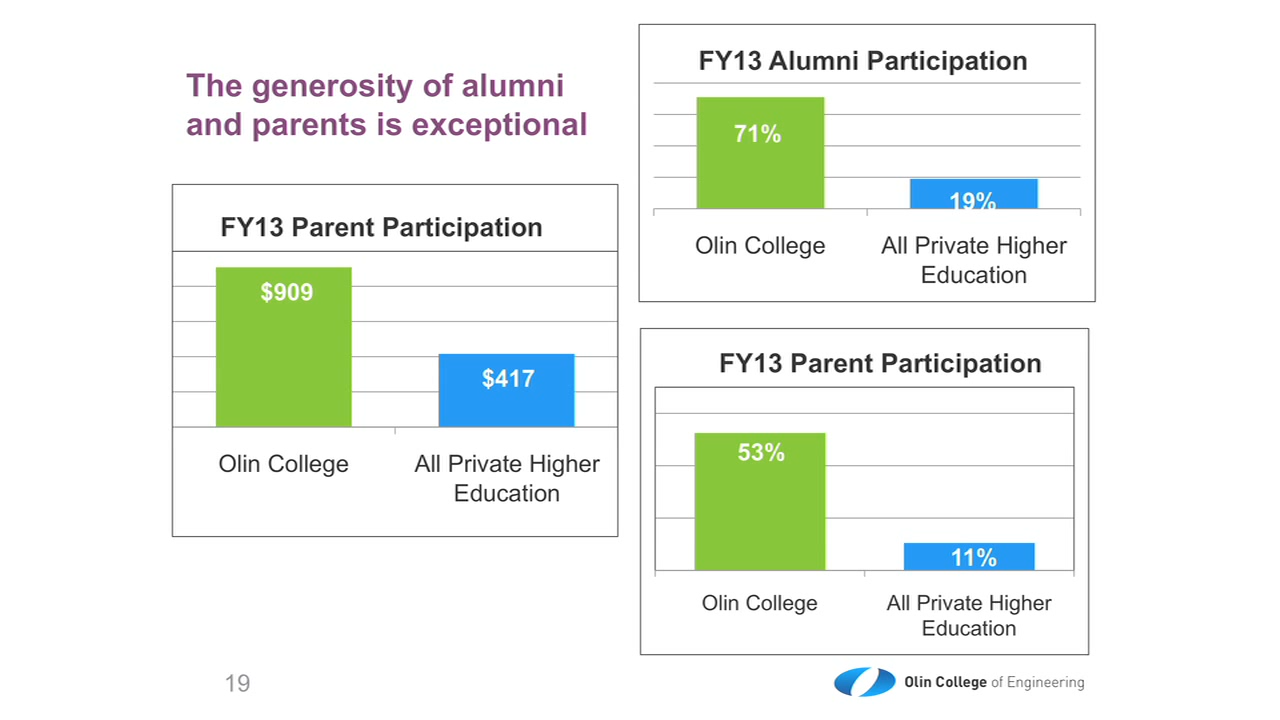 The generosity of alumni
and parents is exceptional
FY13 Parent Participation
$909
$417
Olin College
All Private Higher
Education
FY13 Alumni Participation
71%
19%
Olin College
All Private Higher
Education
FY13 Parent Participation
53%
11%
Olin College
All Private Higher
Education
19
Olin College of Engineering